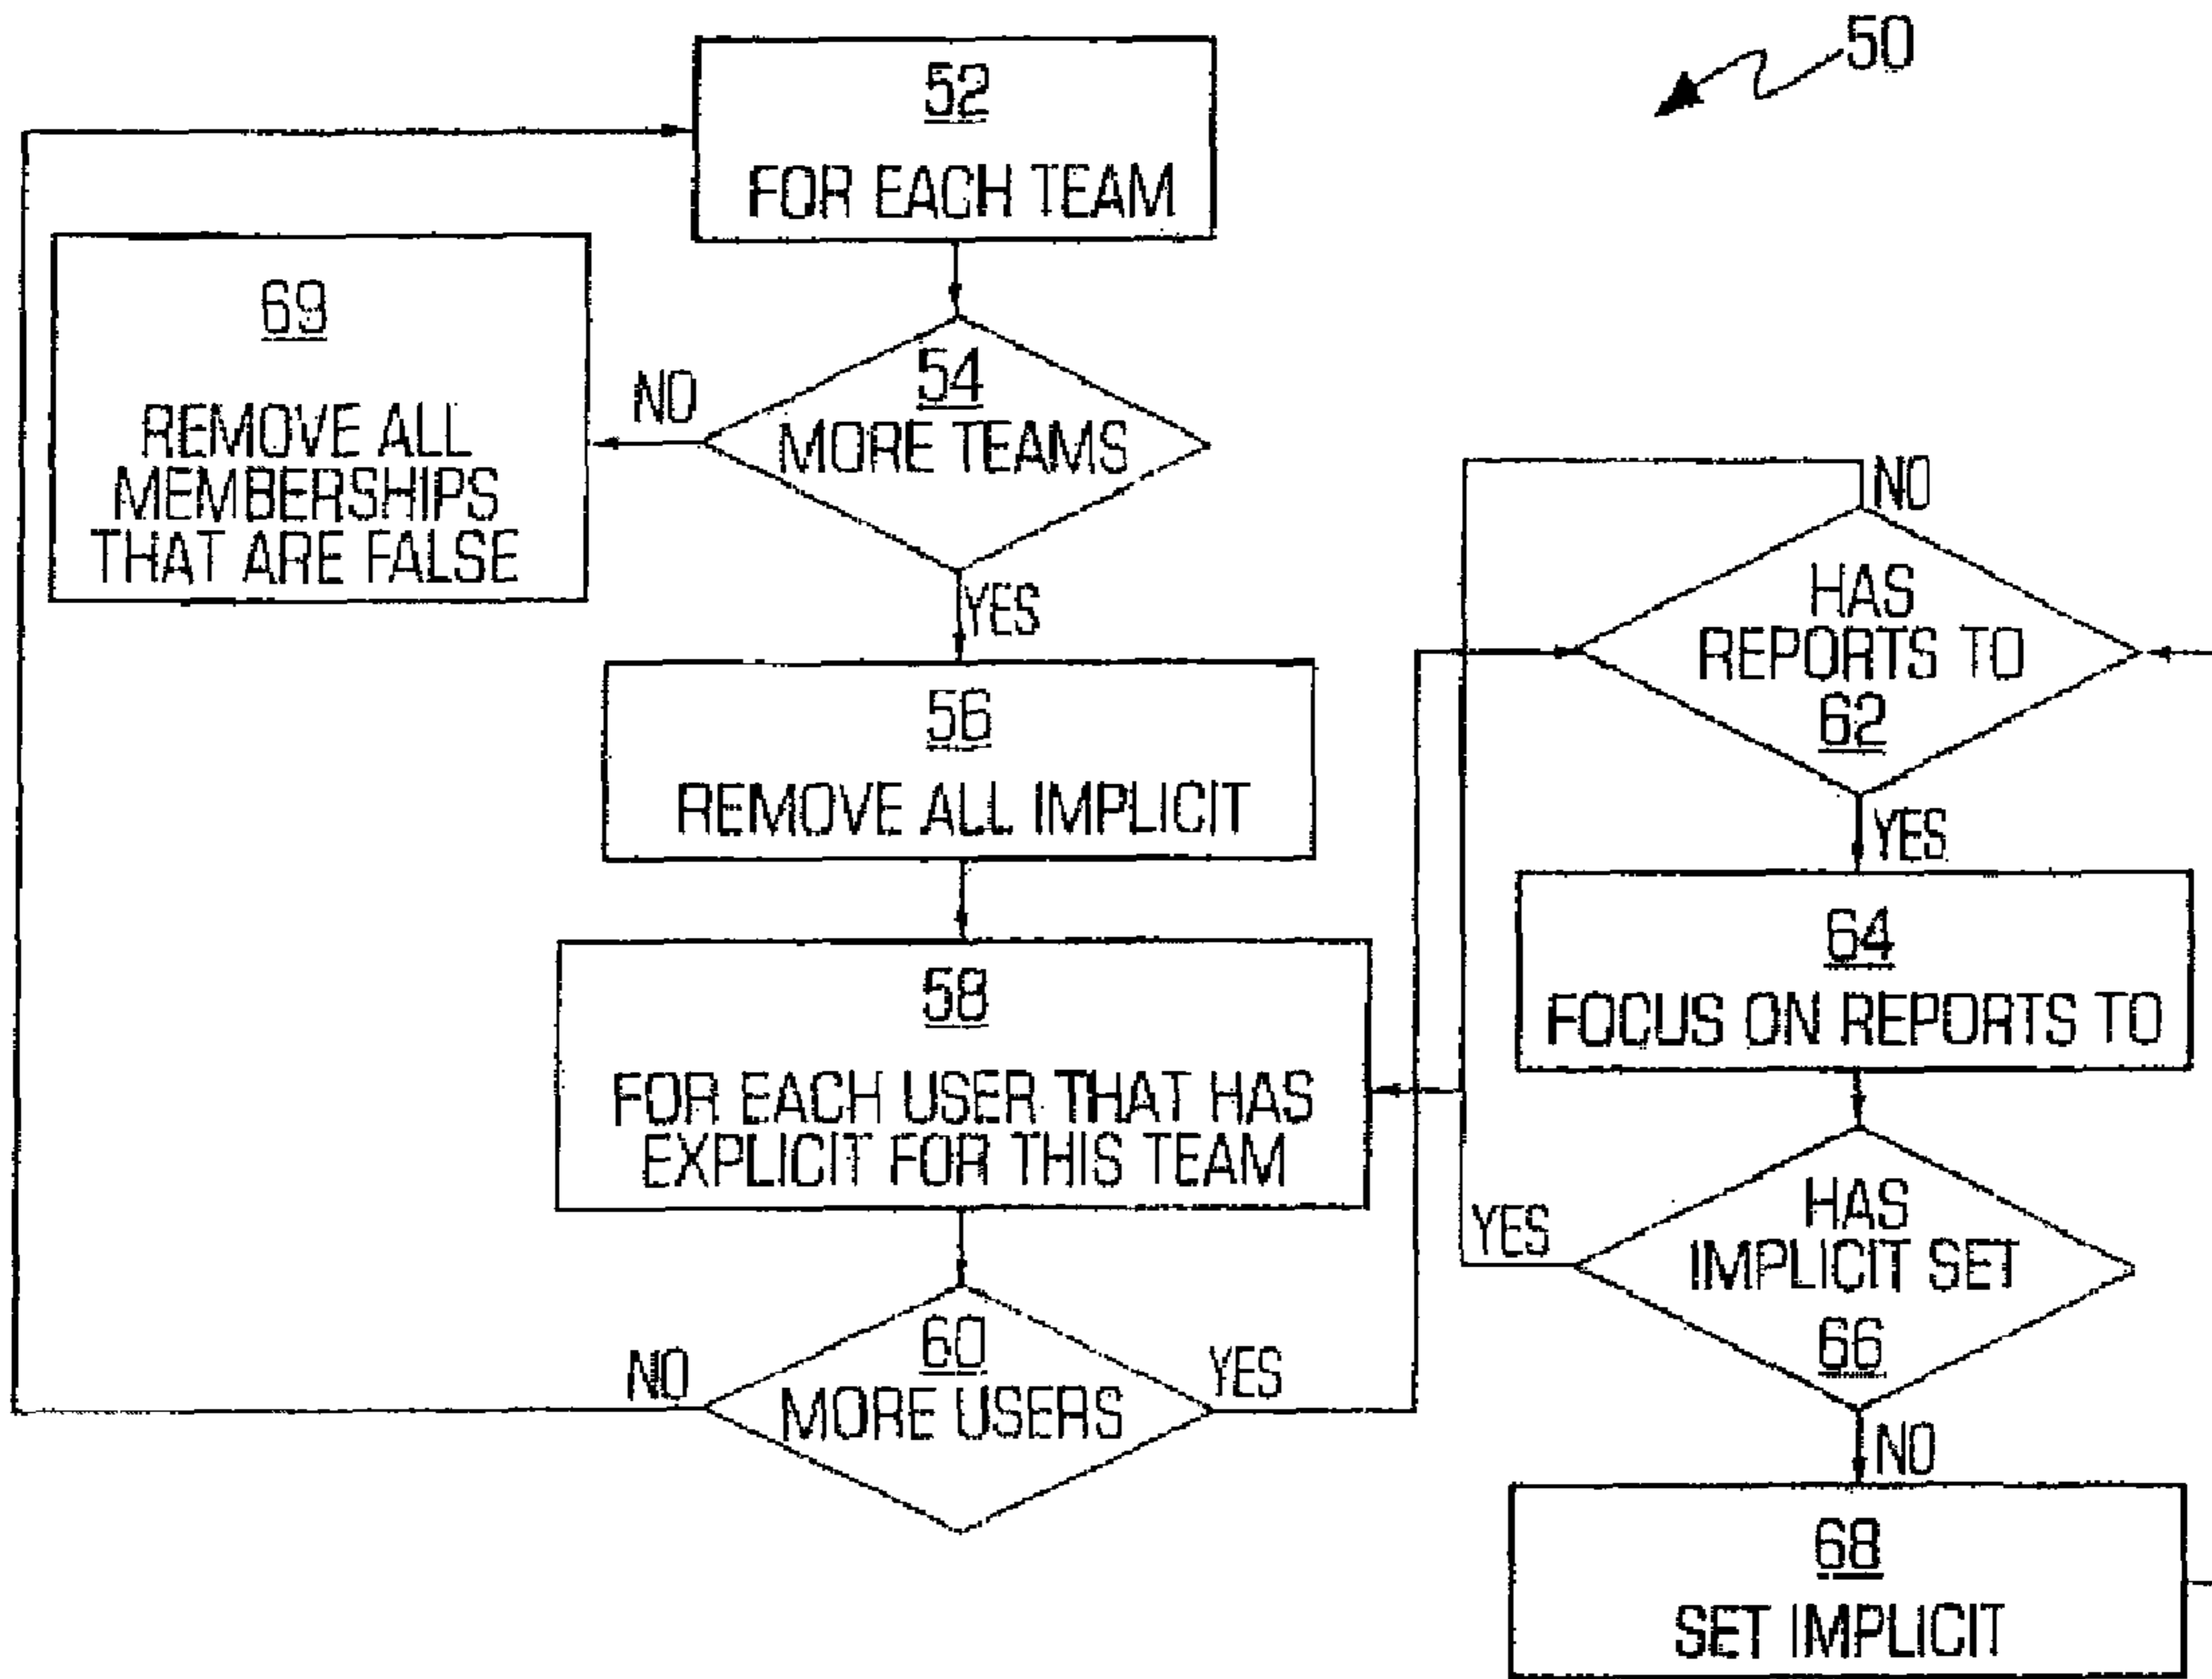 50
52
FOR EACH TEAM
69
REMOVE ALL
MEMBERSHIPS
THAT ARE FALSE
NO
54
MORE TEAMS
YES
56
REMOVE ALL IMPLICIT
58
FOR EACH USER THAT HAS
EXPLICIT FOR THIS TEAM
NO
60
MORE USERS
YES
NO
HAS
REPORTS TO
62
YES
64
FOCUS ON REPORTS TO
YES
HAS
IMPLICIT SET
66
NO
68
SET IMPLICIT